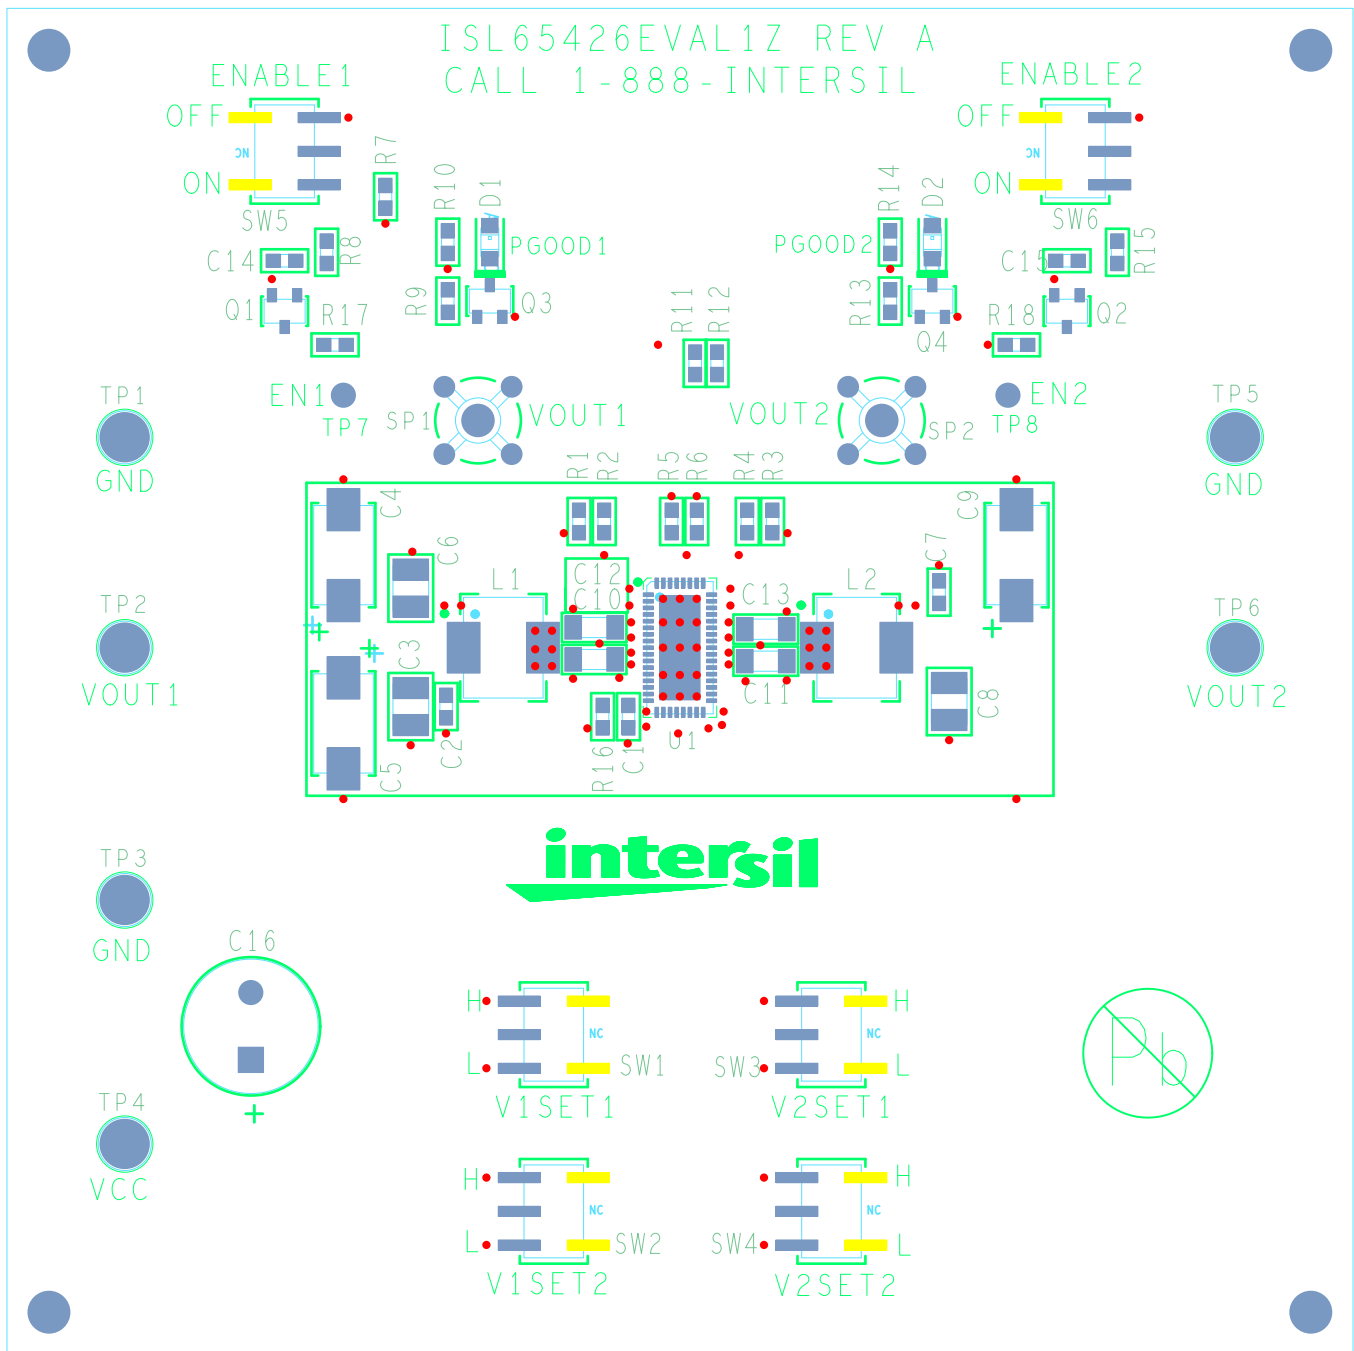 ISL65426EVAL1Z REV A
CALL 1-888-INTERSIL
ENABLE1
ENABLE2
OFF
OFF
NC
NC
ON
ON
SW5
SW6
R7
R10
D1
R14
D2
R8
R15
PGOOD1
PGOOD2
C14
C15
Q1
R17
R9
Q3
R11
R12
R13
Q4
R18
Q2
EN1
TP7
EN2
TP8
TP1
GND
SP1
VOUT1
VOUT2
SP2
TP5
GND
C4
R1
R2
R5
R6
R4
R3
C9
C6
C7
L1
C12
C10
C13
L2
TP2
VOUT1
TP6
VOUT2
+
+
+
+
+
C3
C11
C8
C2
R16
C1
U1
C5
intersil
TP3
GND
C16
+
TP4
VCC
H
L
NC
SW1
V1SET1
H
L
NC
SW3
V2SET1
Pb
H
L
NC
SW2
V1SET2
H
L
NC
SW4
V2SET2